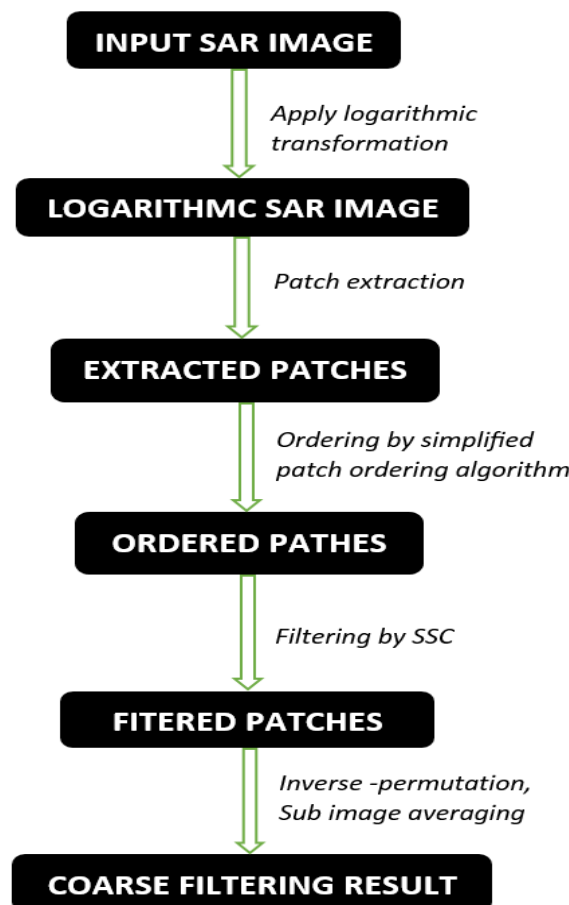 INPUT SAR IMAGE
Apply logarithmic
transformation
LOGARITHMC SAR IMAGE
Patch extraction
EXTRACTED PATCHES
Ordering by simplified
patch ordering algorithm
ORDERED PATHES
Filtering by SSC
FITERED PATCHES
Inverse -permutation,
Sub image averaging
COARSE FILTERING RESULT